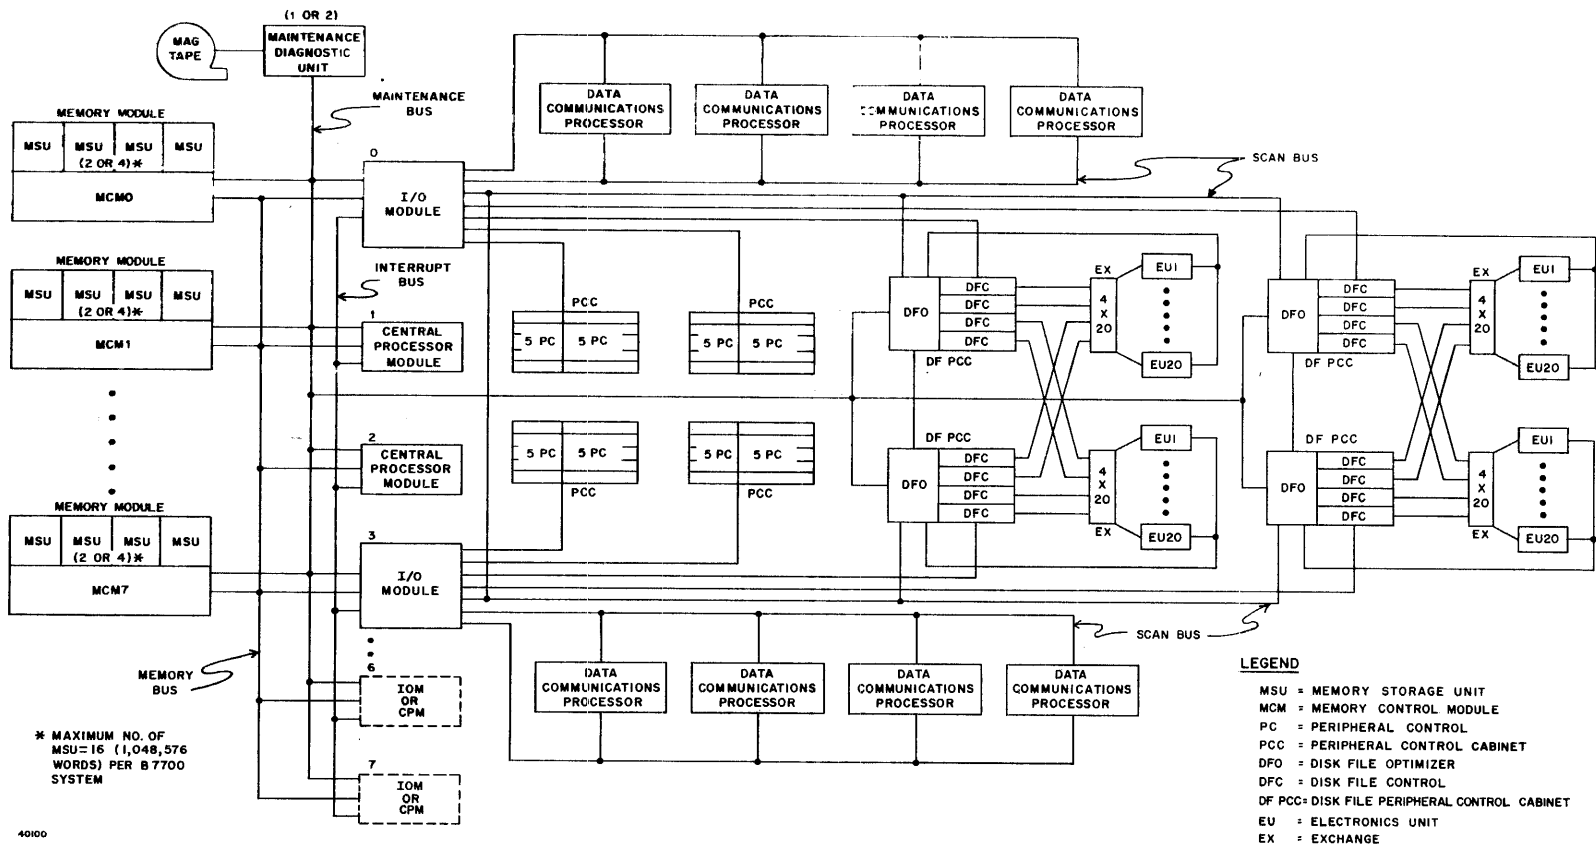 (1 OR 2)
MAG
TAPE
MAINTENANCE
DIAGNOSTIC
UNIT
MAINTENANCE
BUS
DATA
COMMUNICATIONS
PROCESSOR
DATA
COMMUNICATIONS
PROCESSOR
DATA
COMMUNICATIONS
PROCESSOR
DATA
COMMUNICATIONS
PROCESSOR
SCAN BUS
MEMORY MODULE
MSU MSU MSU MSU
(2 OR 4)*
MCM0
0
I/O
MODULE
MEMORY MODULE
MSU MSU MSU MSU
(2 OR 4)*
MCM1
INTERRUPT
BUS
1
CENTRAL
PROCESSOR
MODULE
PCC
5 PC 5 PC
PCC
5 PC 5 PC
DFO
DFC
DFC
DFC
DFC
DF PCC
EX
4
X
20
EU1
EU20
DFO
DFC
DFC
DFC
DFC
DF PCC
EX
4
X
20
EU1
EU20
2
CENTRAL
PROCESSOR
MODULE
5 PC 5 PC
PCC
5 PC 5 PC
PCC
DF PCC
DFO
DFC
DFC
DFC
DFC
4
X
20
EX
EU1
EU20
DF PCC
DFO
DFC
DFC
DFC
DFC
4
X
20
EX
EU1
EU20
MEMORY MODULE
MSU MSU MSU MSU
(2 OR 4)*
MCM7
3
I/O
MODULE
SCAN BUS
MEMORY
BUS
6
IOM
OR
CPM
7
IOM
OR
CPM
DATA
COMMUNICATIONS
PROCESSOR
DATA
COMMUNICATIONS
PROCESSOR
DATA
COMMUNICATIONS
PROCESSOR
DATA
COMMUNICATIONS
PROCESSOR
* MAXIMUM NO. OF
MSU=16 (1,048,576
WORDS) PER B 7700
SYSTEM
LEGEND
MSU = MEMORY STORAGE UNIT
MCM = MEMORY CONTROL MODULE
PC = PERIPHERAL CONTROL
PCC = PERIPHERAL CONTROL CABINET
DFO = DISK FILE OPTIMIZER
DFC = DISK FILE CONTROL
DF PCC= DISK FILE PERIPHERAL CONTROL CABINET
EU = ELECTRONICS UNIT
EX = EXCHANGE
40100